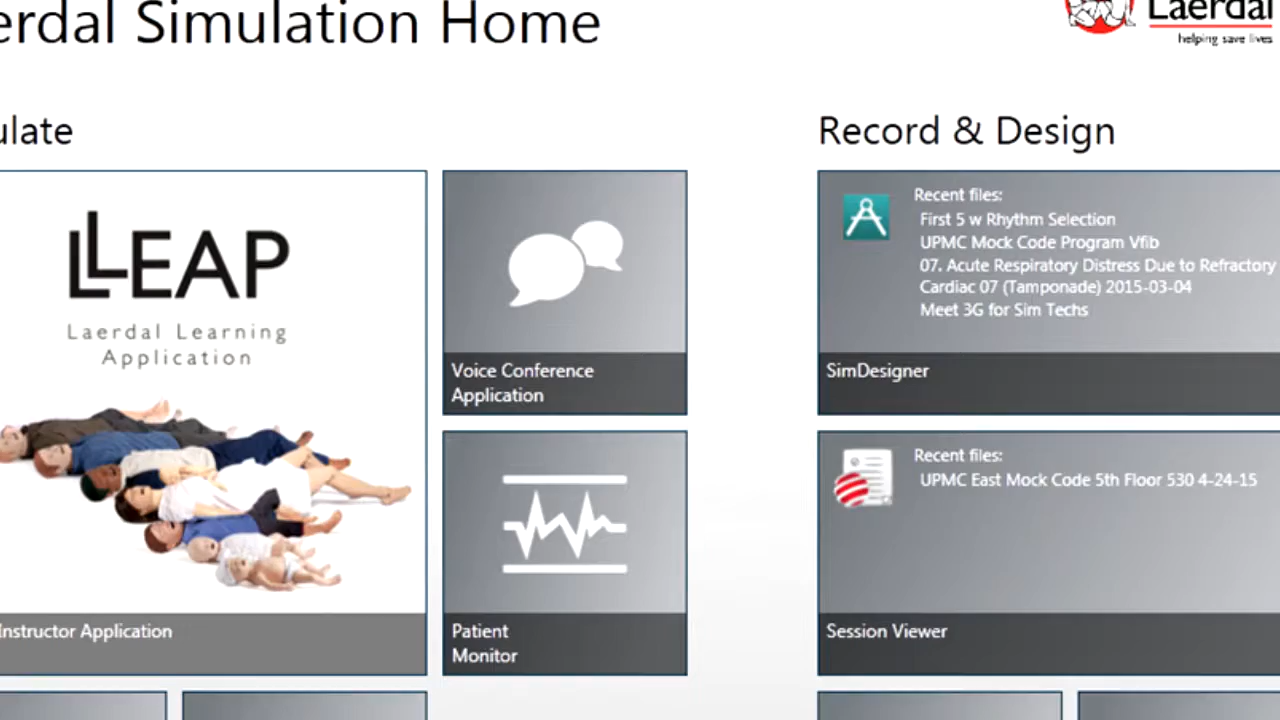 erdal Simulation Home
Laerdal
helping save lives
ulate
Record & Design
LLEAP
Laerdal Learning
Application
Voice Conference
Application
Recent files:
First 5 w Rhythm Selection
UPMC Mock Code Program Vfib
07. Acute Respiratory Distress Due to Refractory
Cardiac 07 (Tamponade) 2015-03-04
Meet 3G for Sim Techs
SimDesigner
Recent files:
UPMC East Mock Code 5th Floor 530 4-24-15
Instructor Application
Patient
Monitor
Session Viewer